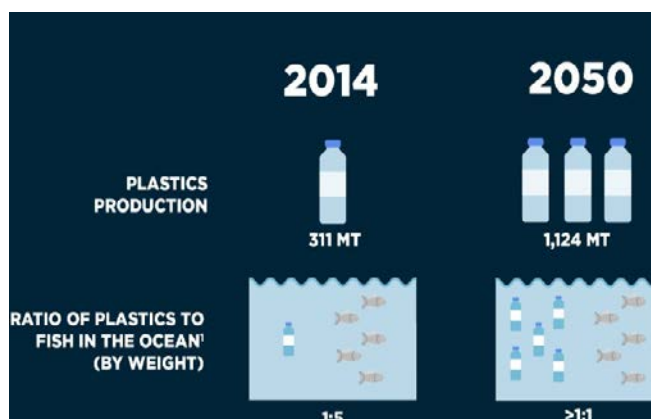 2014
2050
PLASTICS
PRODUCTION
311 MT
1,124 MT
RATIO OF PLASTICS TO
FISH IN THE OCEAN¹
(BY WEIGHT)
1:5
>1:1